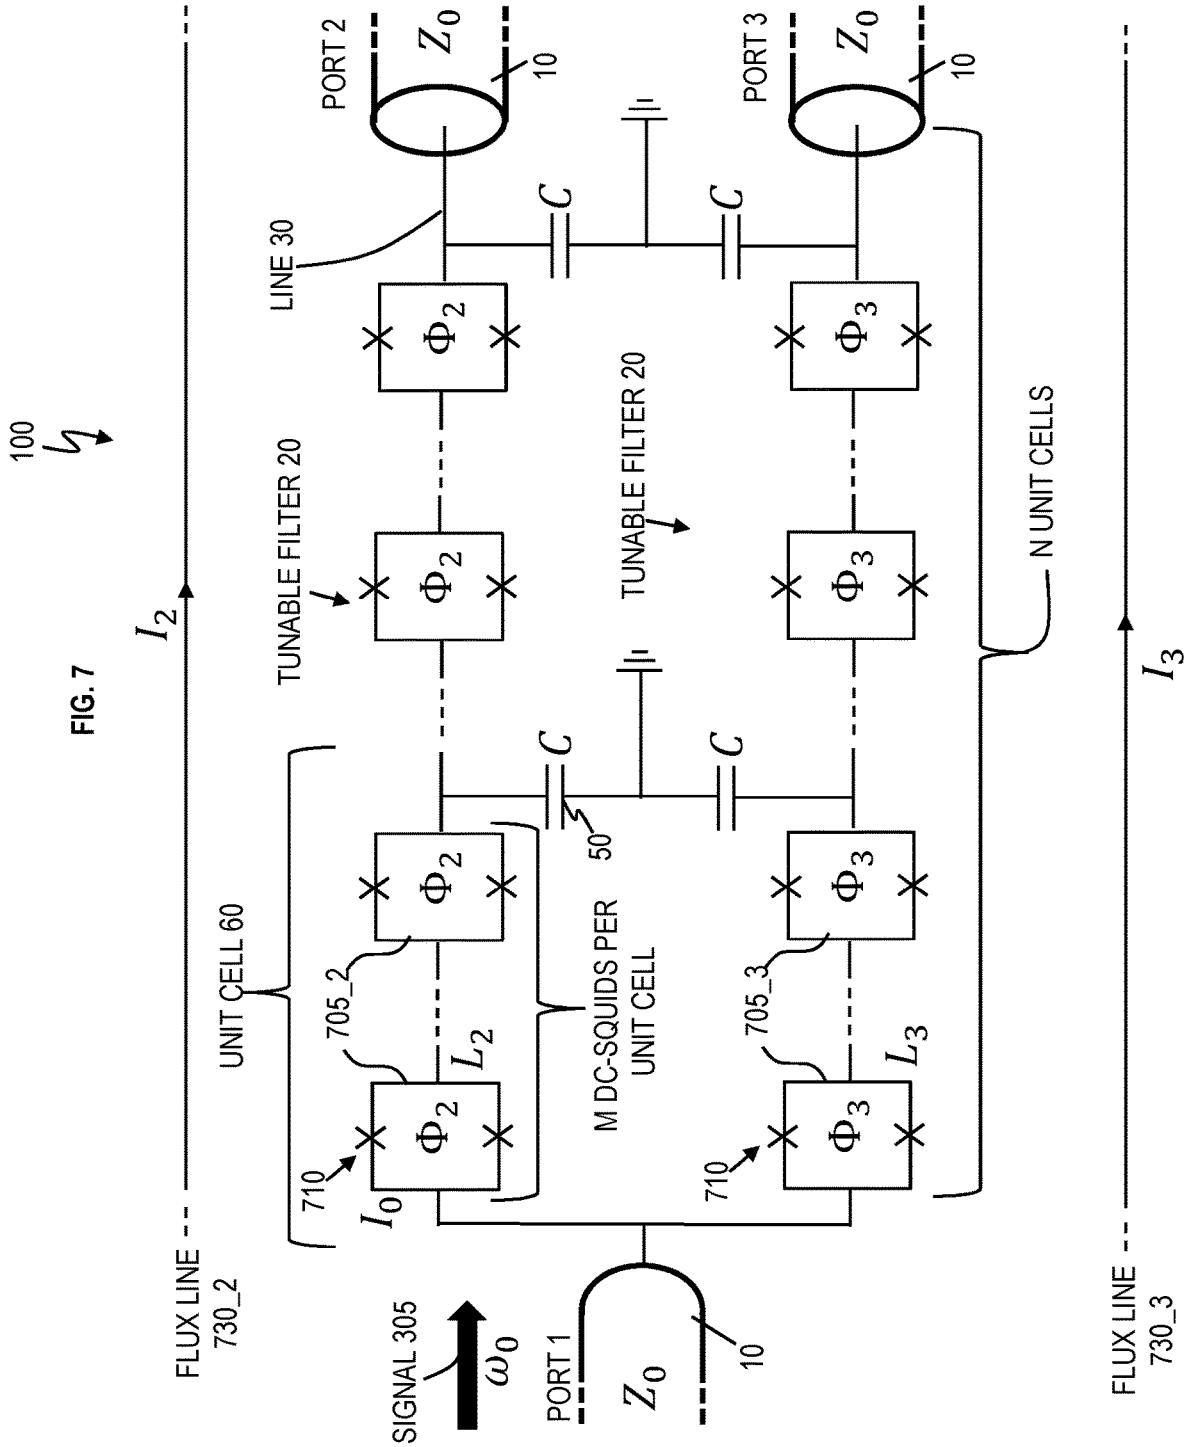 FIG. 7
100
I₂
FLUX LINE
730_2
UNIT CELL 60
TUNABLE FILTER 20
LINE 30
PORT 2
Z₀
10
705_2
710
I₀
Φ₂
L₂
Φ₂
Φ₂
Φ₂
C
50
C
M DC-SQUIDS PER
UNIT CELL
SIGNAL 305
ω₀
PORT 1
Z₀
10
TUNABLE FILTER 20
C
C
PORT 3
Z₀
10
705_3
710
Φ₃
L₃
Φ₃
Φ₃
Φ₃
N UNIT CELLS
FLUX LINE
730_3
I₃